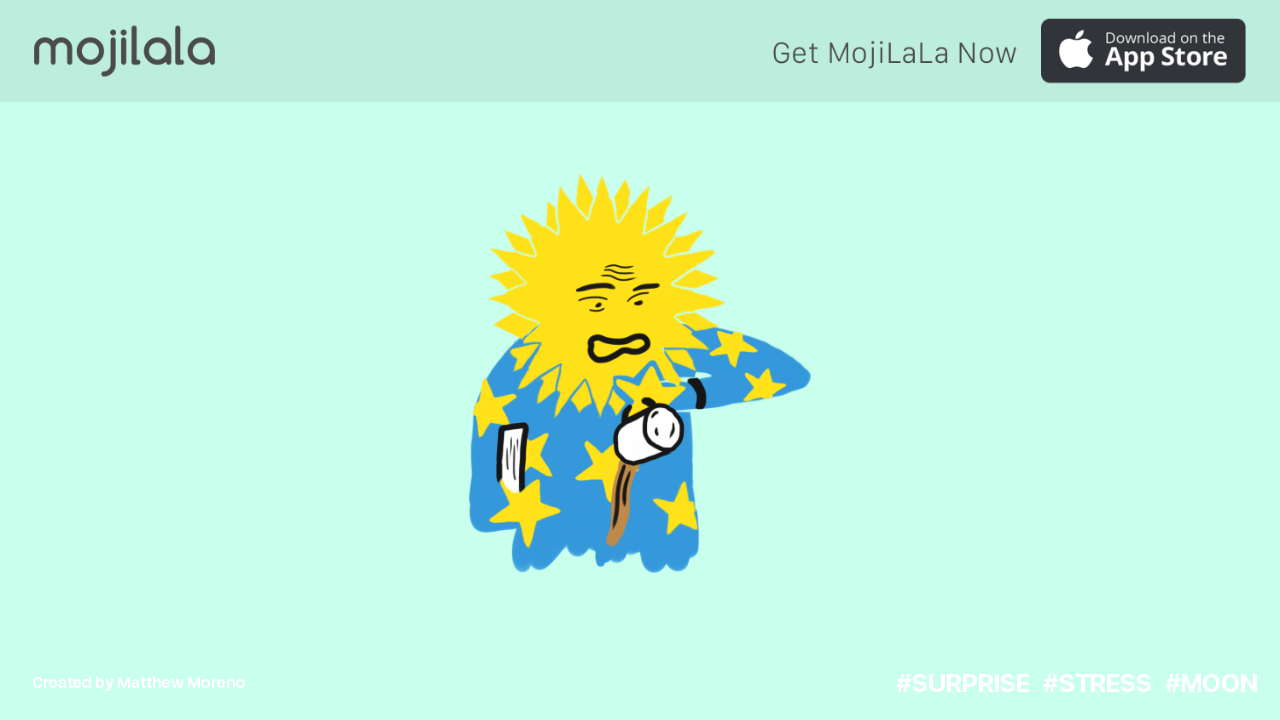 mojilala
Get MojiLaLa Now
Download on the
App Store
Created by Matthew Moreno
#SURPRISE #STRESS #MOON